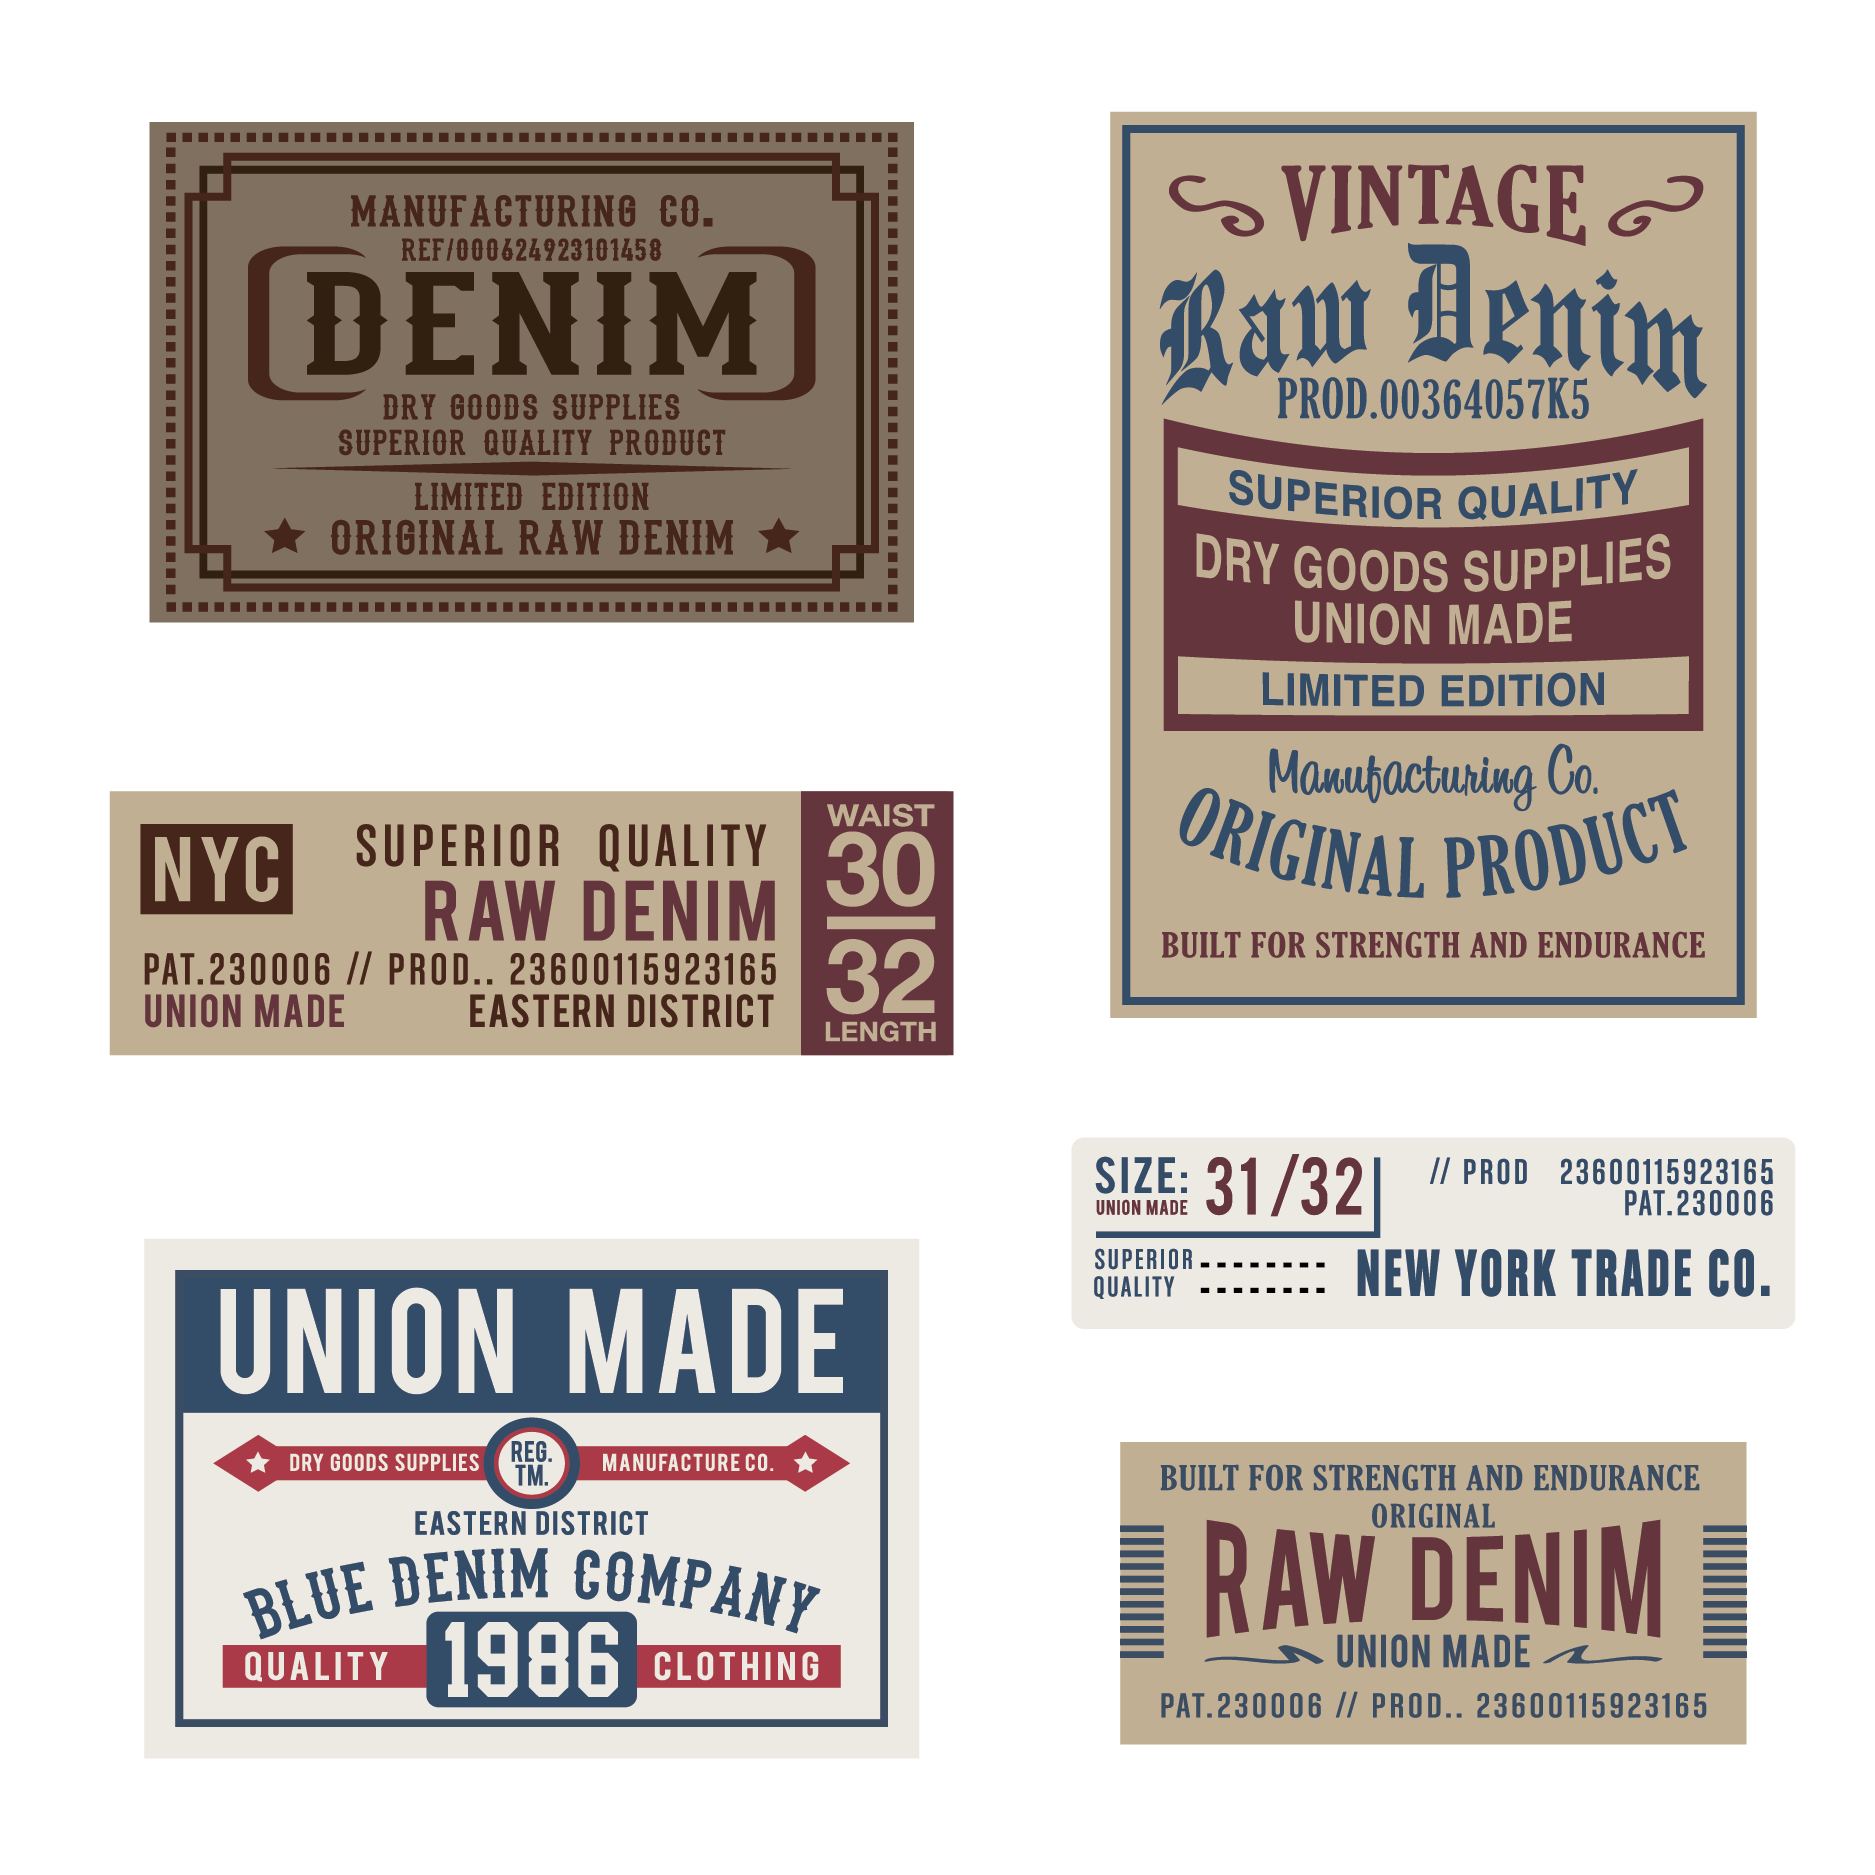 MANUFACTURING CO.
REF/000624923101458
DENIM
DRY GOODS SUPPLIES
SUPERIOR QUALITY PRODUCT
LIMITED EDITION
ORIGINAL RAW DENIM
VINTAGE
Raw Denim
PROD.00364057K5
SUPERIOR QUALITY
DRY GOODS SUPPLIES
UNION MADE
LIMITED EDITION
Manufacturing Co.
ORIGINAL PRODUCT
BUILT FOR STRENGTH AND ENDURANCE
NYC
SUPERIOR QUALITY
RAW DENIM
PAT.230006 // PROD.. 23600115923165
UNION MADE EASTERN DISTRICT
WAIST
30
32
LENGTH
SIZE: 31/32
UNION MADE
// PROD 23600115923165
PAT.230006
SUPERIOR
QUALITY
NEW YORK TRADE CO.
UNION MADE
DRY GOODS SUPPLIES
REG.
TM.
MANUFACTURE CO.
EASTERN DISTRICT
BLUE DENIM COMPANY
QUALITY 1986 CLOTHING
BUILT FOR STRENGTH AND ENDURANCE
ORIGINAL
RAW DENIM
UNION MADE
PAT.230006 // PROD.. 23600115923165